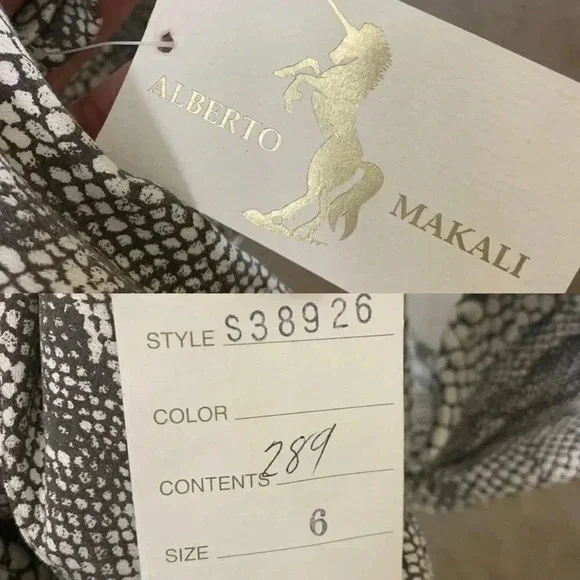 ALBERTO
MAKALI
STYLE S38926
COLOR
289
CONTENTS
6
SIZE